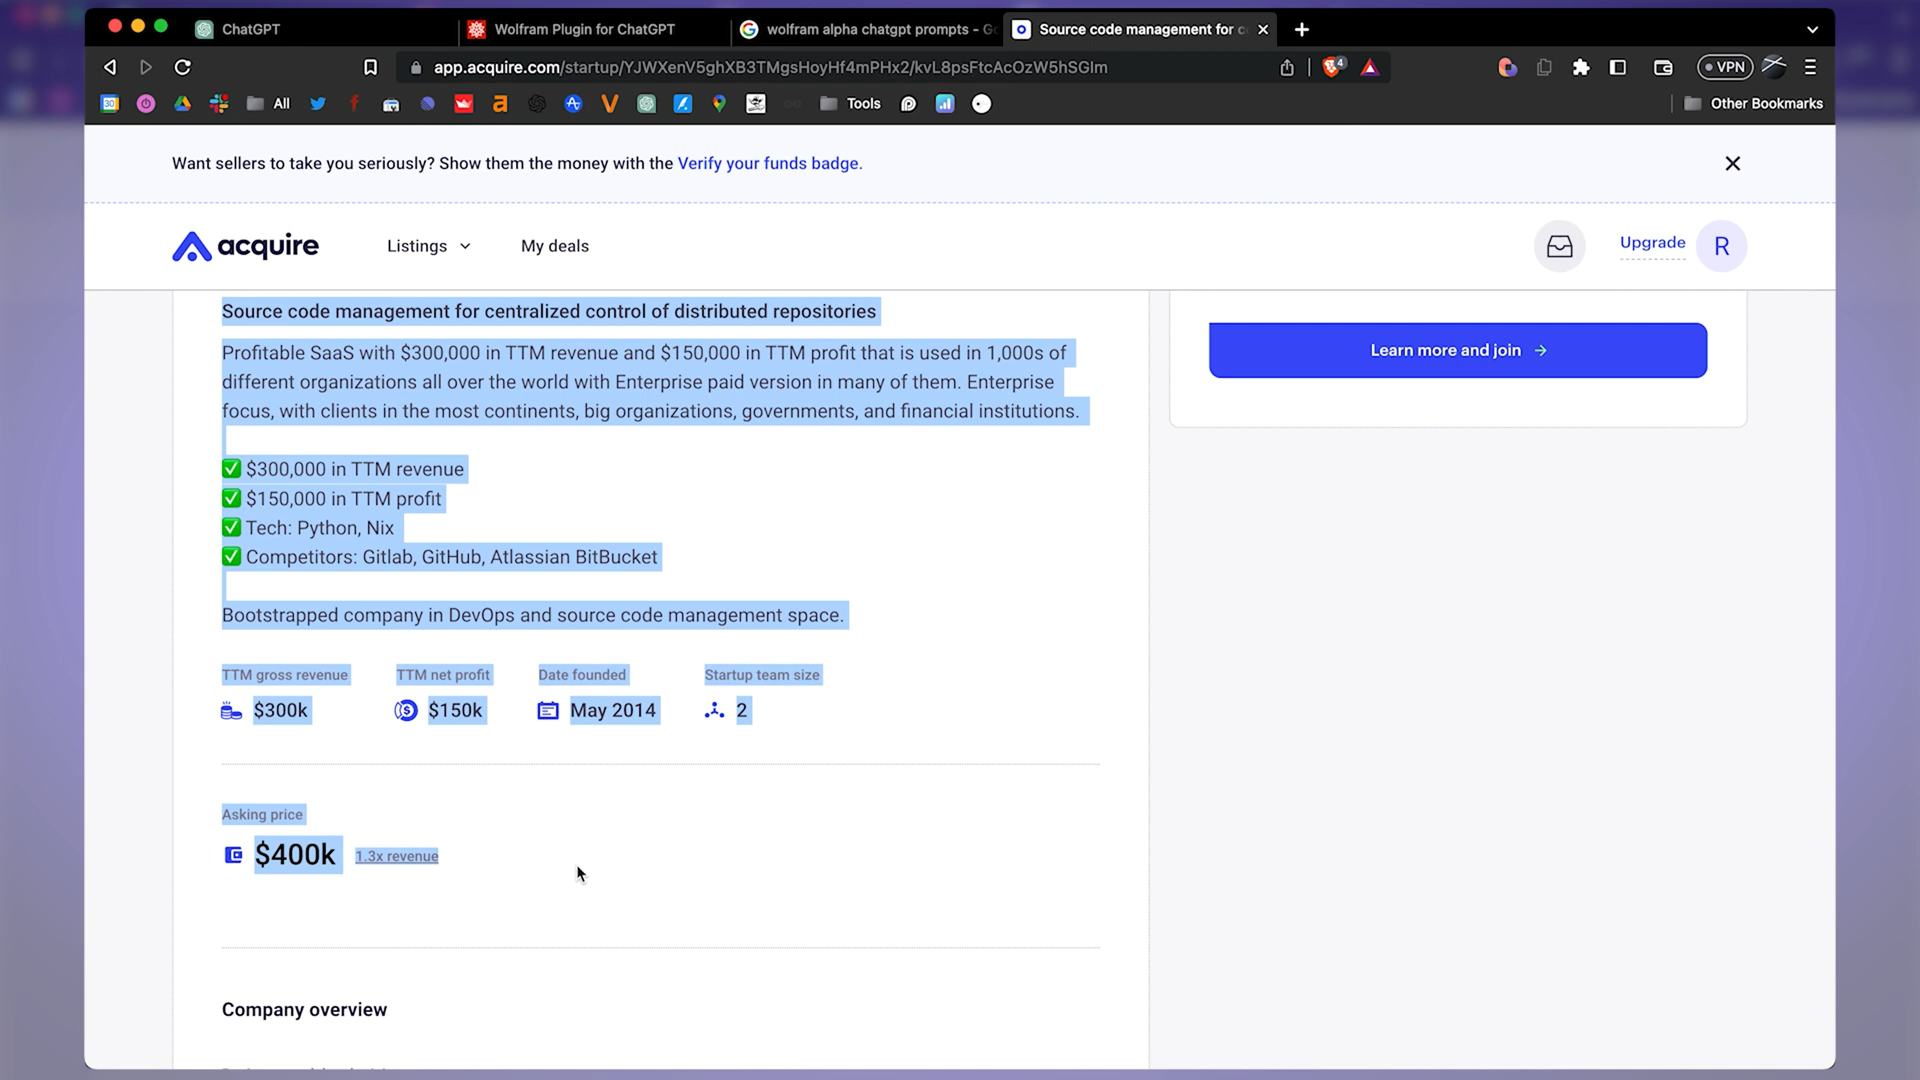 ChatGPT
Wolfram Plugin for ChatGPT
wolfram alpha chatgpt prompts - Go
Source code management for c
app.acquire.com/startup/YJWXenV5ghXB3TMgsHoyHf4mPHx2/kvL8psFtcAcOzW5hSGlm
4
VPN
30
All
Tools
Other Bookmarks
Want sellers to take you seriously? Show them the money with the Verify your funds badge.
acquire
Listings
My deals
Upgrade
R
Source code management for centralized control of distributed repositories
Profitable SaaS with $300,000 in TTM revenue and $150,000 in TTM profit that is used in 1,000s of
different organizations all over the world with Enterprise paid version in many of them. Enterprise
focus, with clients in the most continents, big organizations, governments, and financial institutions.
✅ $300,000 in TTM revenue
✅ $150,000 in TTM profit
✅ Tech: Python, Nix
✅ Competitors: Gitlab, GitHub, Atlassian BitBucket
Bootstrapped company in DevOps and source code management space.
Learn more and join →
TTM gross revenue
TTM net profit
Date founded
Startup team size
$300k
$150k
May 2014
2
Asking price
$400k 1.3x revenue
Company overview